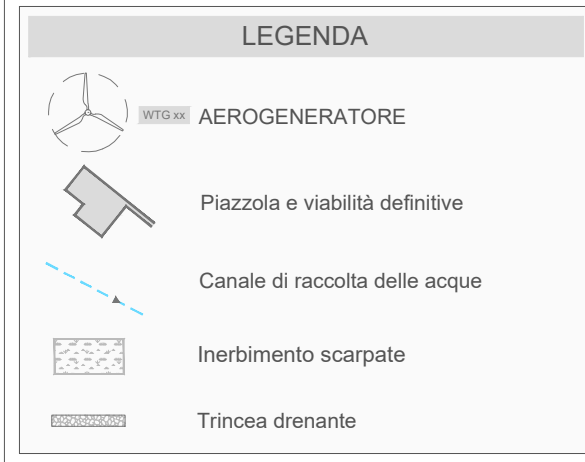 LEGENDA
WTG xx AEROGENERATORE
Piazzola e viabilità definitive
Canale di raccolta delle acque
Inerbimento scarpate
Trincea drenante